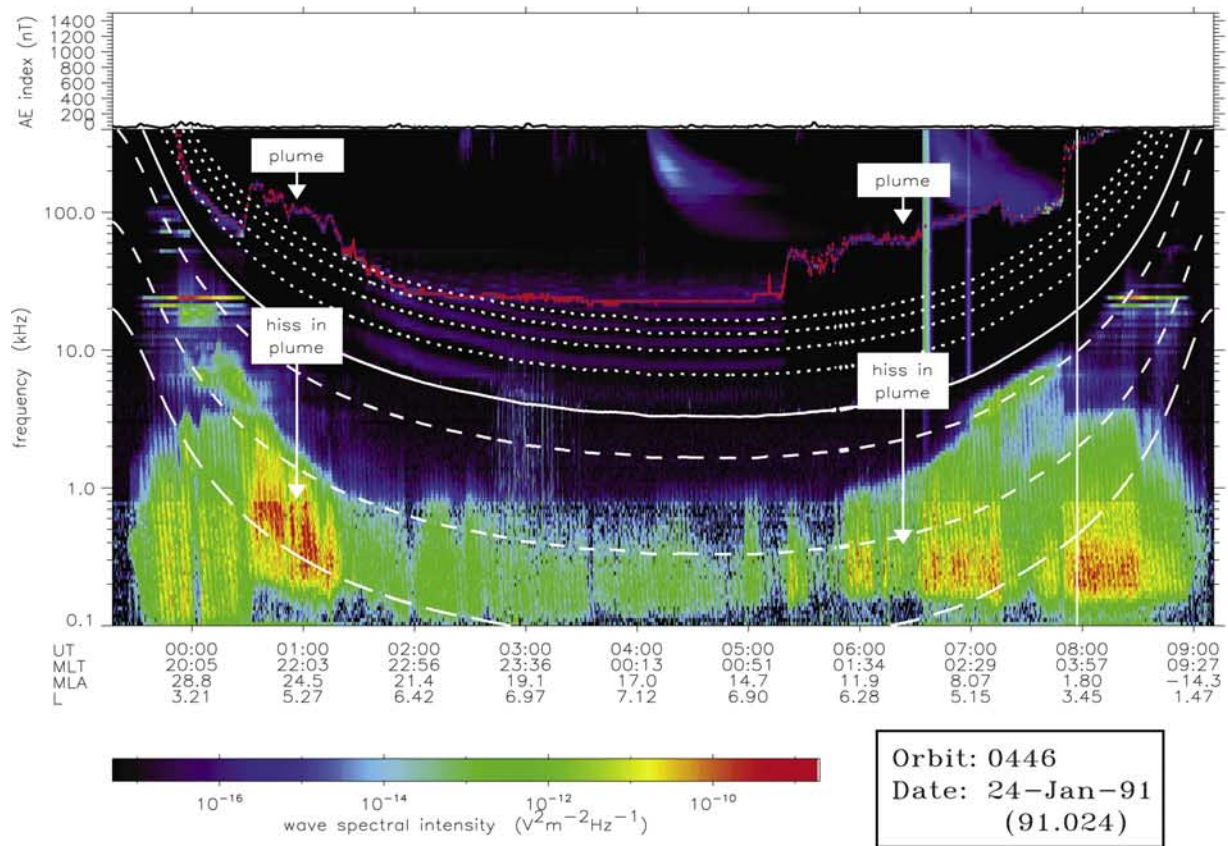 AE index (nT)
1400
1200
1000
800
600
400
200
0
frequency (kHz)
100.0
10.0
1.0
0.1
plume
plume
hiss in
plume
hiss in
plume
UT 00:00 01:00 02:00 03:00 04:00 05:00 06:00 07:00 08:00 09:00
MLT 20:05 22:03 22:56 23:36 00:13 00:51 01:34 02:29 03:57 09:27
MLA 28.8 24.5 21.4 19.1 17.0 14.7 11.9 8.07 1.80 −14.3
L 3.21 5.27 6.42 6.97 7.12 6.90 6.28 5.15 3.45 1.47
10⁻¹⁶ 10⁻¹⁴ 10⁻¹² 10⁻¹⁰
wave spectral intensity (V²m⁻²Hz⁻¹)
Orbit: 0446
Date: 24−Jan−91
(91.024)